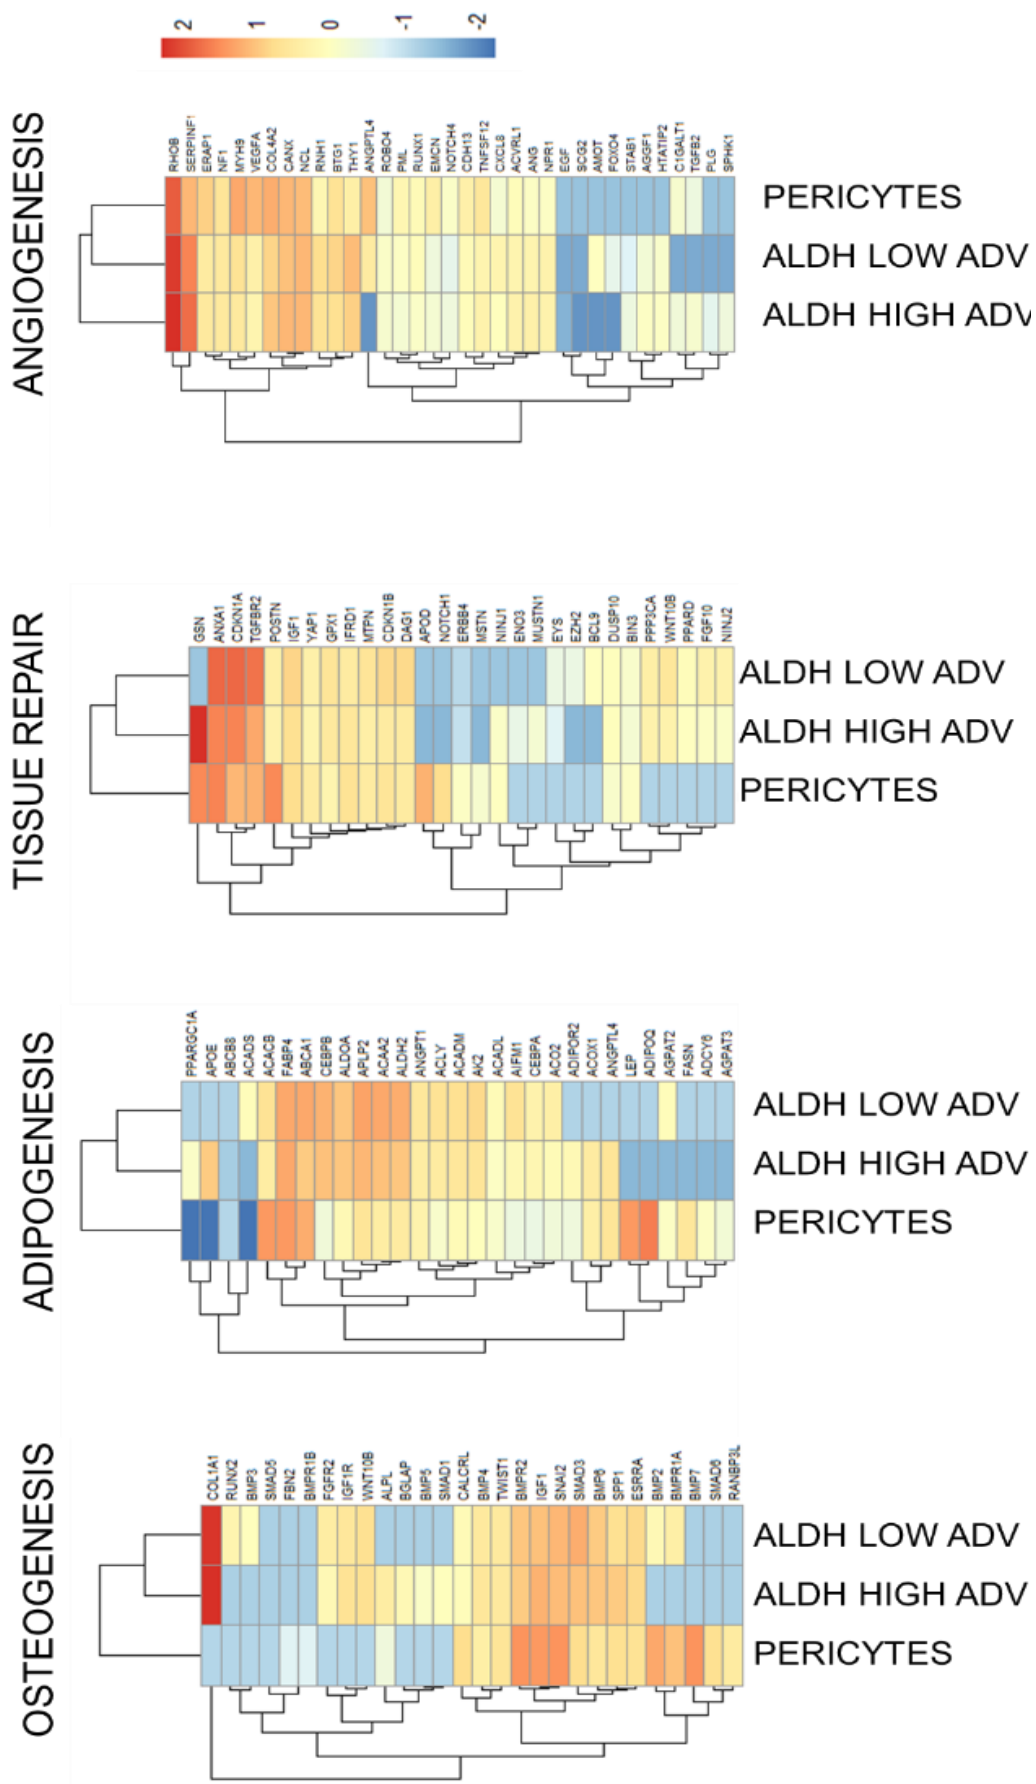 2
1
0
-1
-2
ANGIOGENESIS
RHOB
SERPINF1
ERAP1
NF1
MYH9
VEGFA
COL4A2
CANX
NCL
RNH1
BTG1
THY1
ANGPTL4
ROBO4
PML
RUNX1
EMCN
NOTCH4
CDH13
TNFSF12
CXCL8
ACVRL1
ANG
NPR1
EGF
SCG2
AMOT
FOXO4
STAB1
AGGF1
HTATIP2
C1GALT1
TGFB2
PLG
SPHK1
PERICYTES
ALDH LOW ADV
ALDH HIGH ADV
TISSUE REPAIR
GSN
ANXA1
CDKN1A
TGFBR2
POSTN
IGF1
YAP1
GPX1
IFRD1
MTPN
CDKN1B
DAG1
APOD
NOTCH1
ERBB4
MSTN
NINJ1
ENO3
MUSTN1
EYS
EZH2
BCL9
DUSP10
BIN3
PPP3CA
WNT10B
PPARD
FGF10
NINJ2
ALDH LOW ADV
ALDH HIGH ADV
PERICYTES
ADIPOGENESIS
PPARGC1A
APOE
ABCB8
ACADS
ACACB
FABP4
ABCA1
CEBPB
ALDOA
APLP2
ACAA2
ALDH2
ANGPT1
ACLY
ACADM
AK2
ACADL
AIFM1
CEBPA
ACO2
ADIPOR2
ACOX1
ANGPTL4
LEP
ADIPOQ
AGPAT2
FASN
ADCY6
AGPAT3
ALDH LOW ADV
ALDH HIGH ADV
PERICYTES
OSTEOGENESIS
COL1A1
RUNX2
BMP3
SMAD5
FBN2
BMPR1B
FGFR2
IGF1R
WNT10B
ALPL
BGLAP
BMP5
SMAD1
CALCRL
BMP4
TWIST1
BMPR2
IGF1
SNAI2
SMAD3
BMP6
SPP1
ESRRA
BMP2
BMPR1A
BMP7
SMAD6
RANBP3L
ALDH LOW ADV
ALDH HIGH ADV
PERICYTES